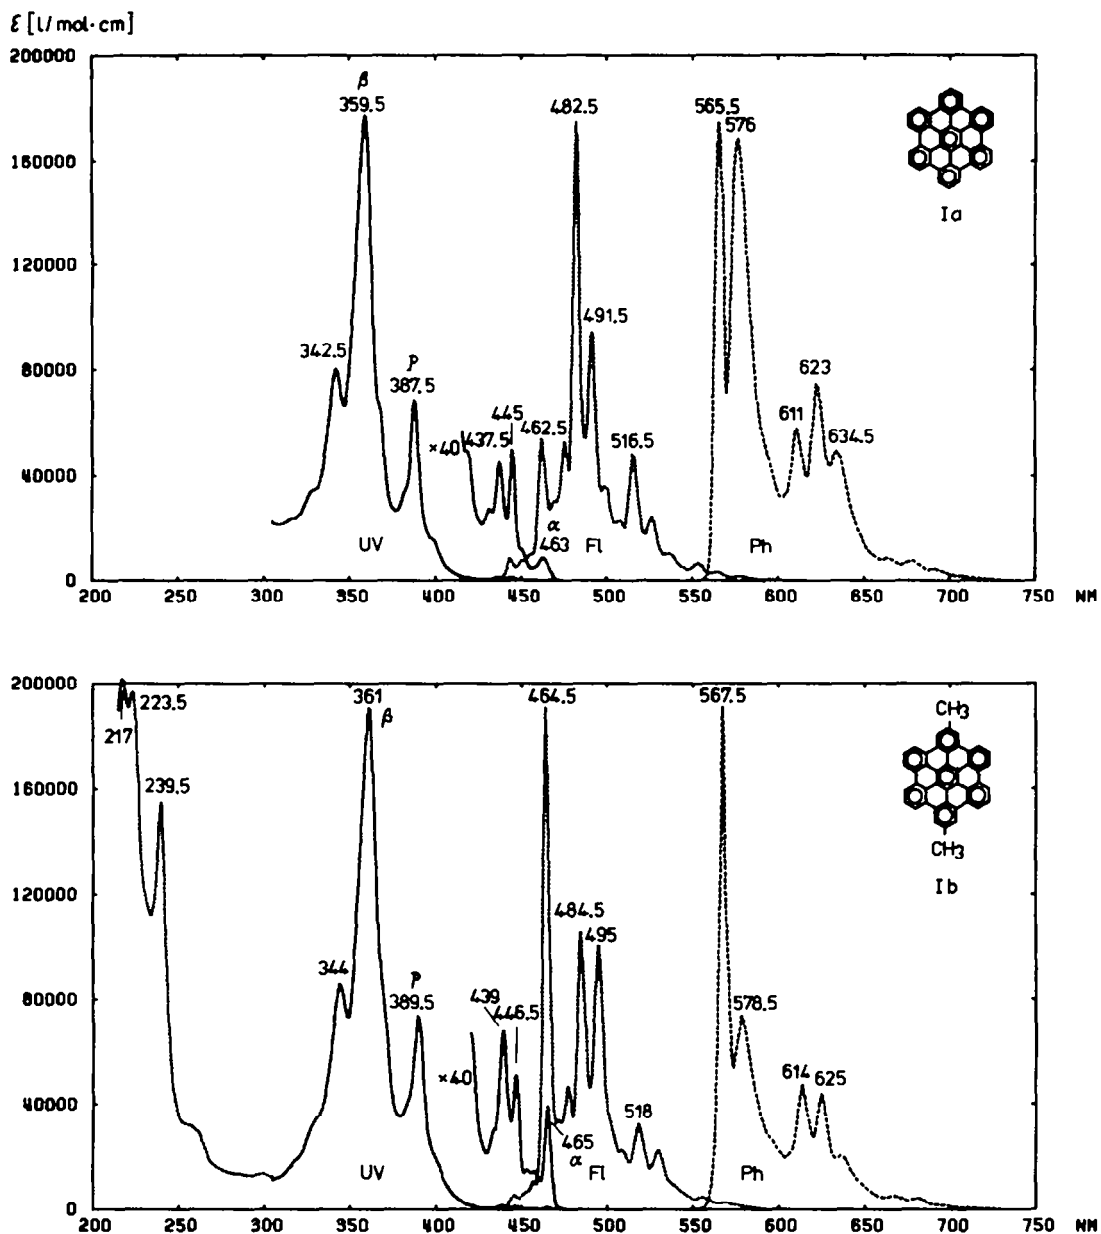 ε [l/mol·cm]
200000
160000
120000
80000
40000
0
β
359.5
342.5
p
387.5
×40
437.5
445
462.5
α
463
482.5
491.5
516.5
565.5
576
611
623
634.5
UV
Fl
Ph
Ia
200 250 300 350 400 450 500 550 600 650 700 750 NM
200000
160000
120000
80000
40000
0
217
223.5
239.5
344
361
β
p
389.5
×40
439
446.5
464.5
465
α
484.5
495
518
567.5
578.5
614
625
UV
Fl
Ph
CH3
CH3
Ib
200 250 300 350 400 450 500 550 600 650 700 750 NM